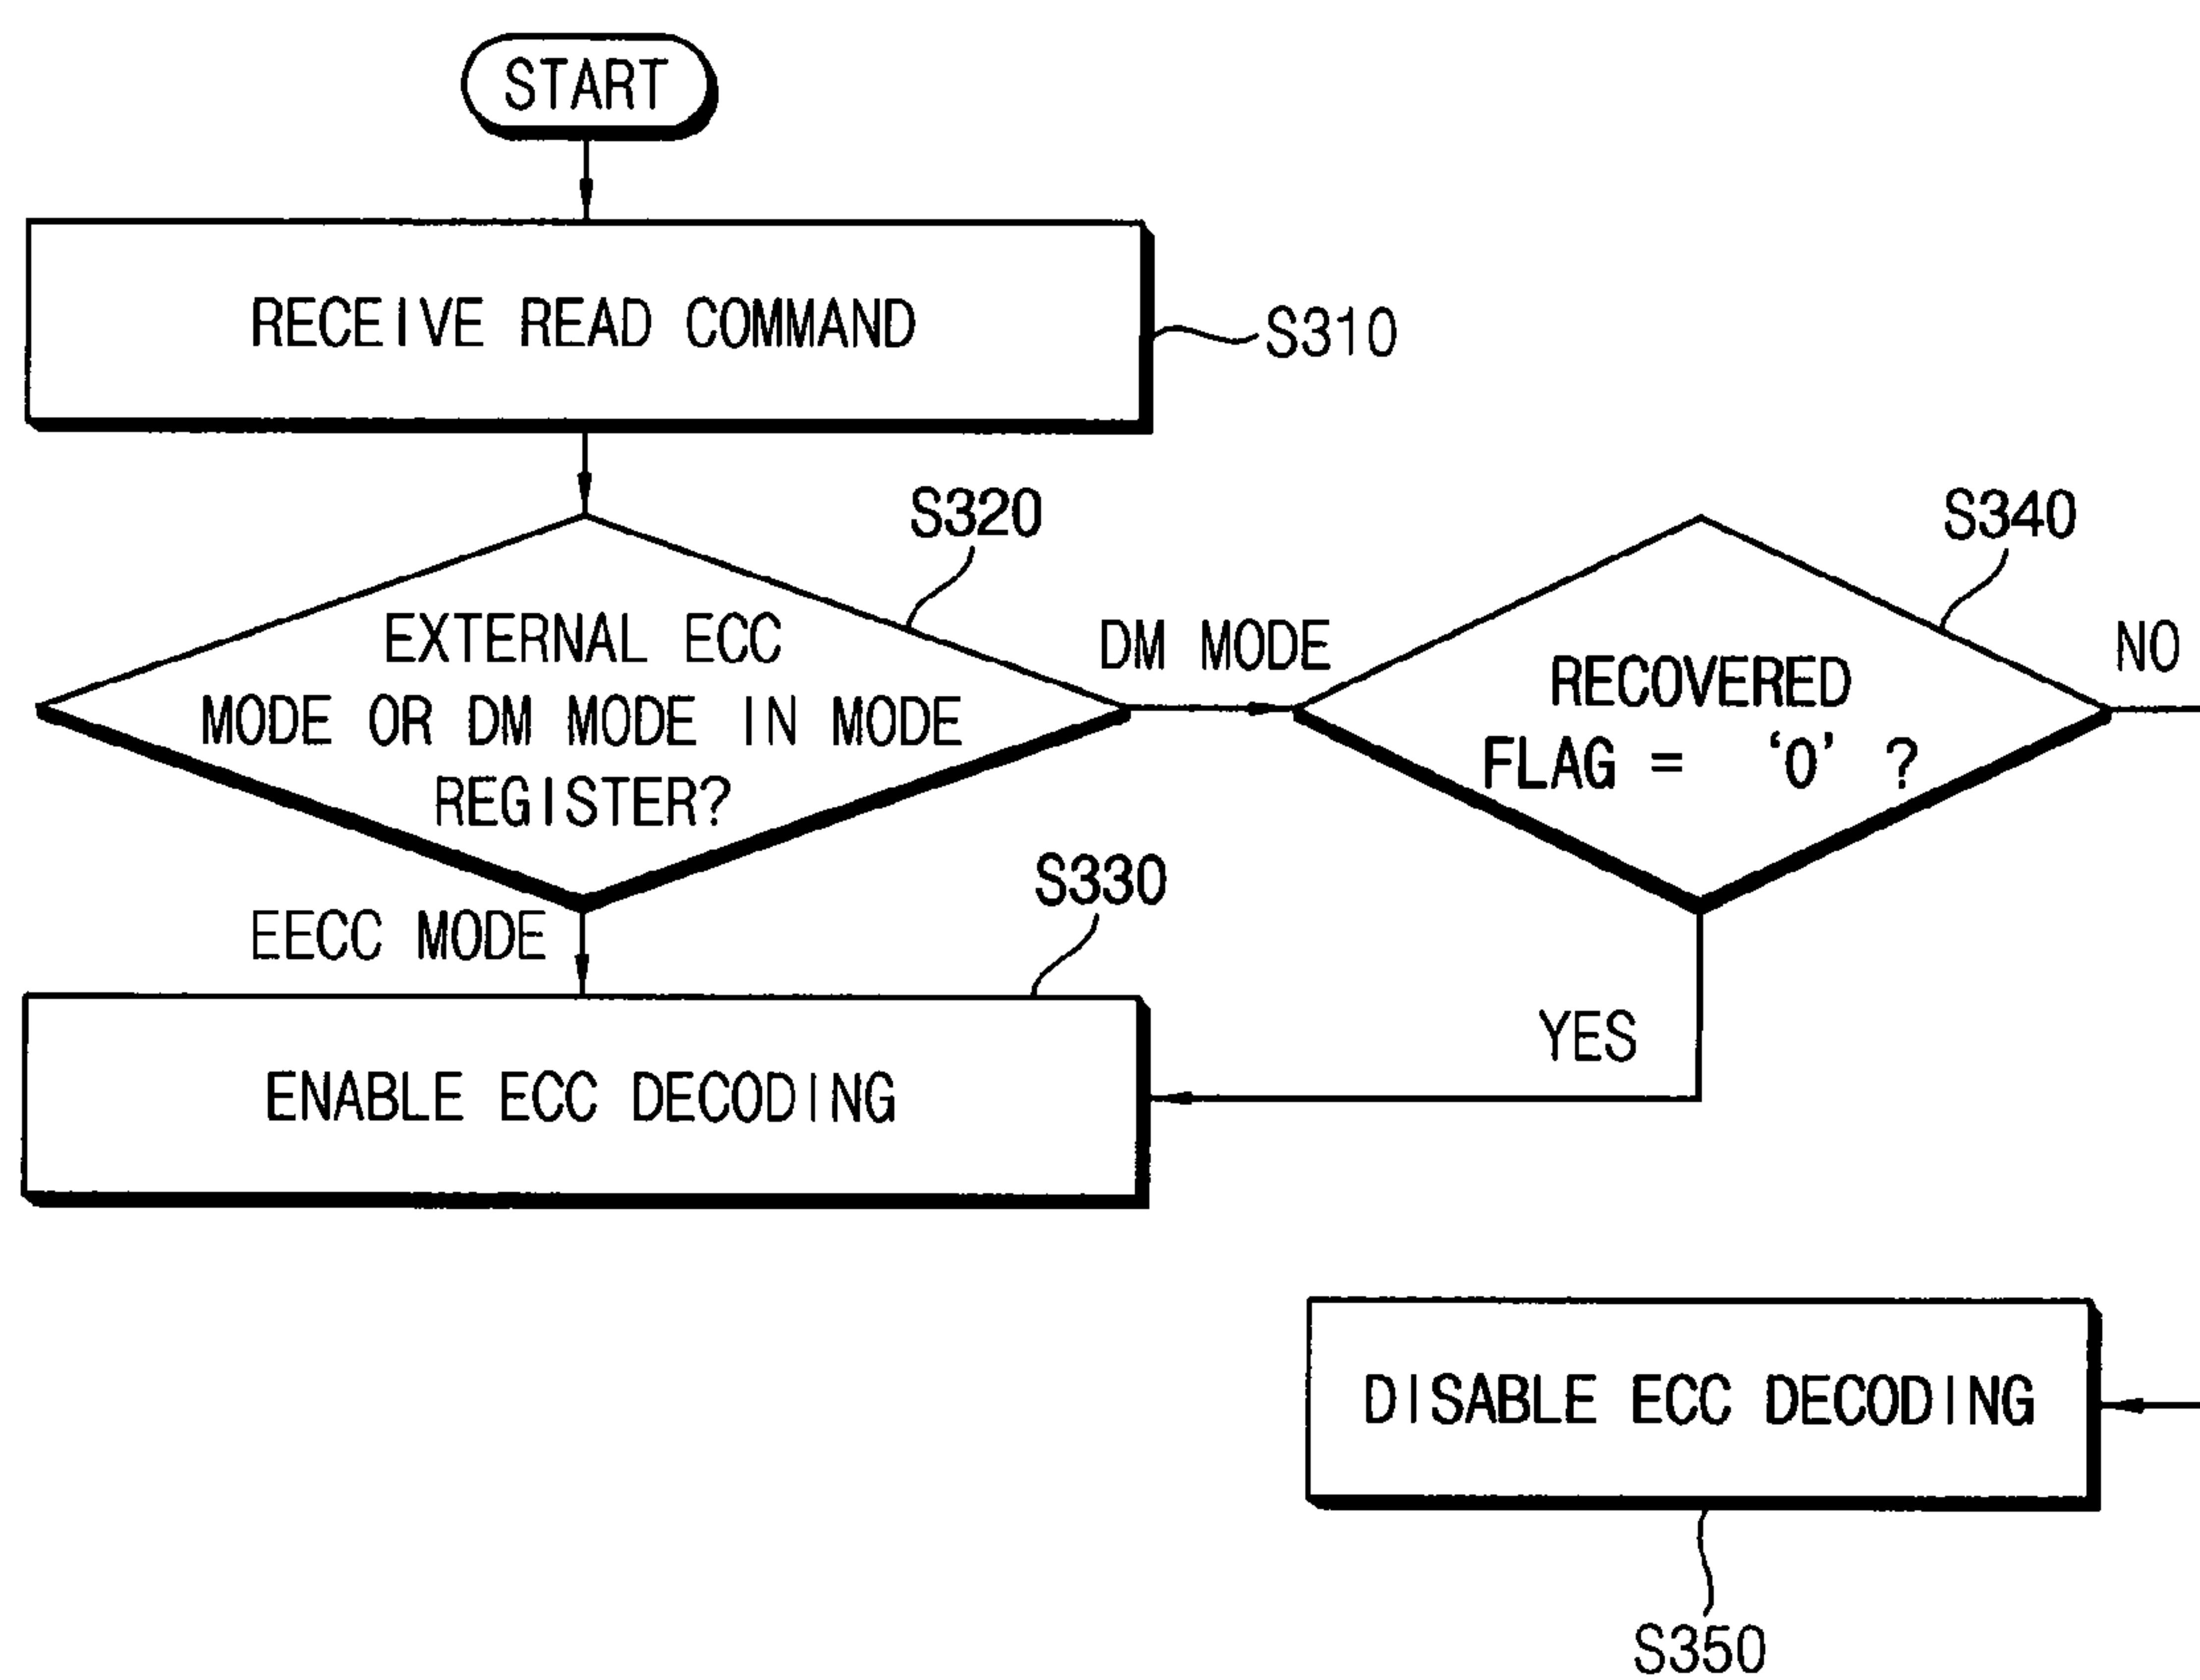 START
RECEIVE READ COMMAND
S310
S320
EXTERNAL ECC
MODE OR DM MODE IN MODE
REGISTER?
DM MODE
S340
RECOVERED
FLAG = ‘0’ ?
NO
EECC MODE
S330
ENABLE ECC DECODING
YES
DISABLE ECC DECODING
S350